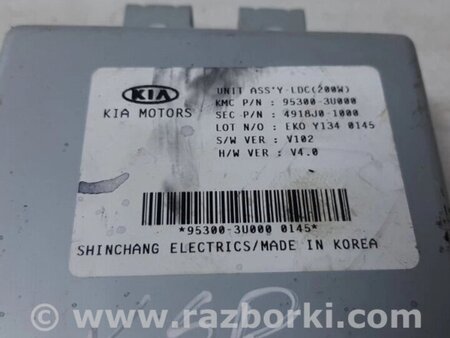 KIA
KIA MOTORS
UNIT ASS'Y-LDC(200W)
KMC P/N : 95300-3U000
SEC P/N : 4918J0-1000
LOT N/O : EKO Y134 0145
S/W VER : V102
H/W VER : V4.0
*95300-3U000 0145*
SHINCHANG ELECTRICS/MADE IN KOREA
www.razborki.com